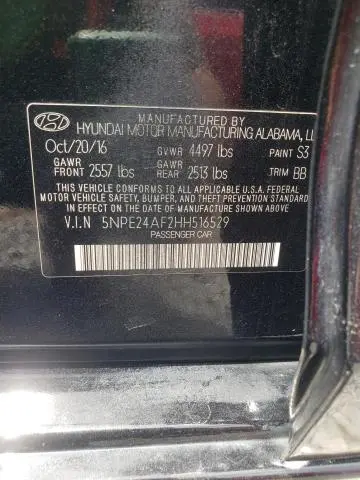 MANUFACTURED BY
HYUNDAI MOTOR MANUFACTURING ALABAMA, LL
Oct/20/16 GVWR 4497 lbs PAINT S3
GAWR FRONT 2557 lbs GAWR REAR 2513 lbs TRIM BB
THIS VEHICLE CONFORMS TO ALL APPLICABLE U.S.A. FEDERAL
MOTOR VEHICLE SAFETY, BUMPER, AND THEFT PREVENTION STANDARD
IN EFFECT ON THE DATE OF MANUFACTURE SHOWN ABOVE.
V.I.N 5NPE24AF2HH516529
PASSENGER CAR